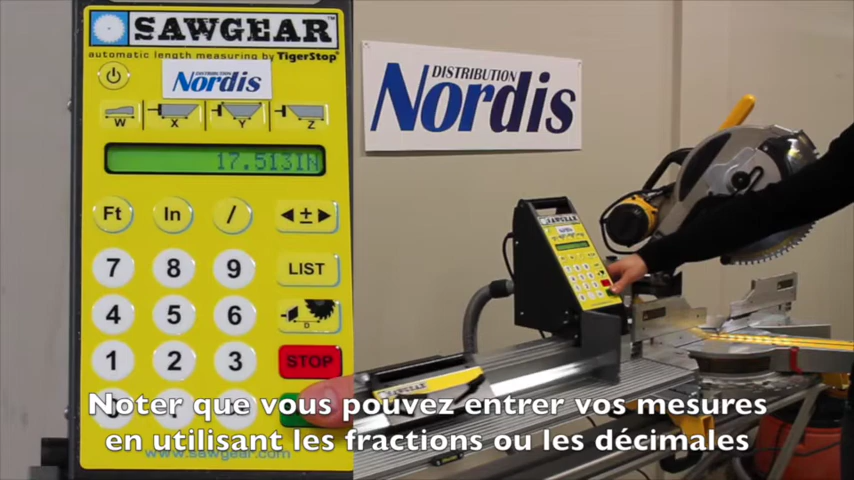 SAWGEAR™
automatic length measuring by TigerStop
DISTRIBUTION
Nordis
W X Y Z
17.513IN
Ft In / ◄±►
7 8 9 LIST
4 5 6 D
1 2 3 STOP
www.sawgear.com
DISTRIBUTION
Nordis
SAWGEAR
Noter que vous pouvez entrer vos mesures
en utilisant les fractions ou les décimales